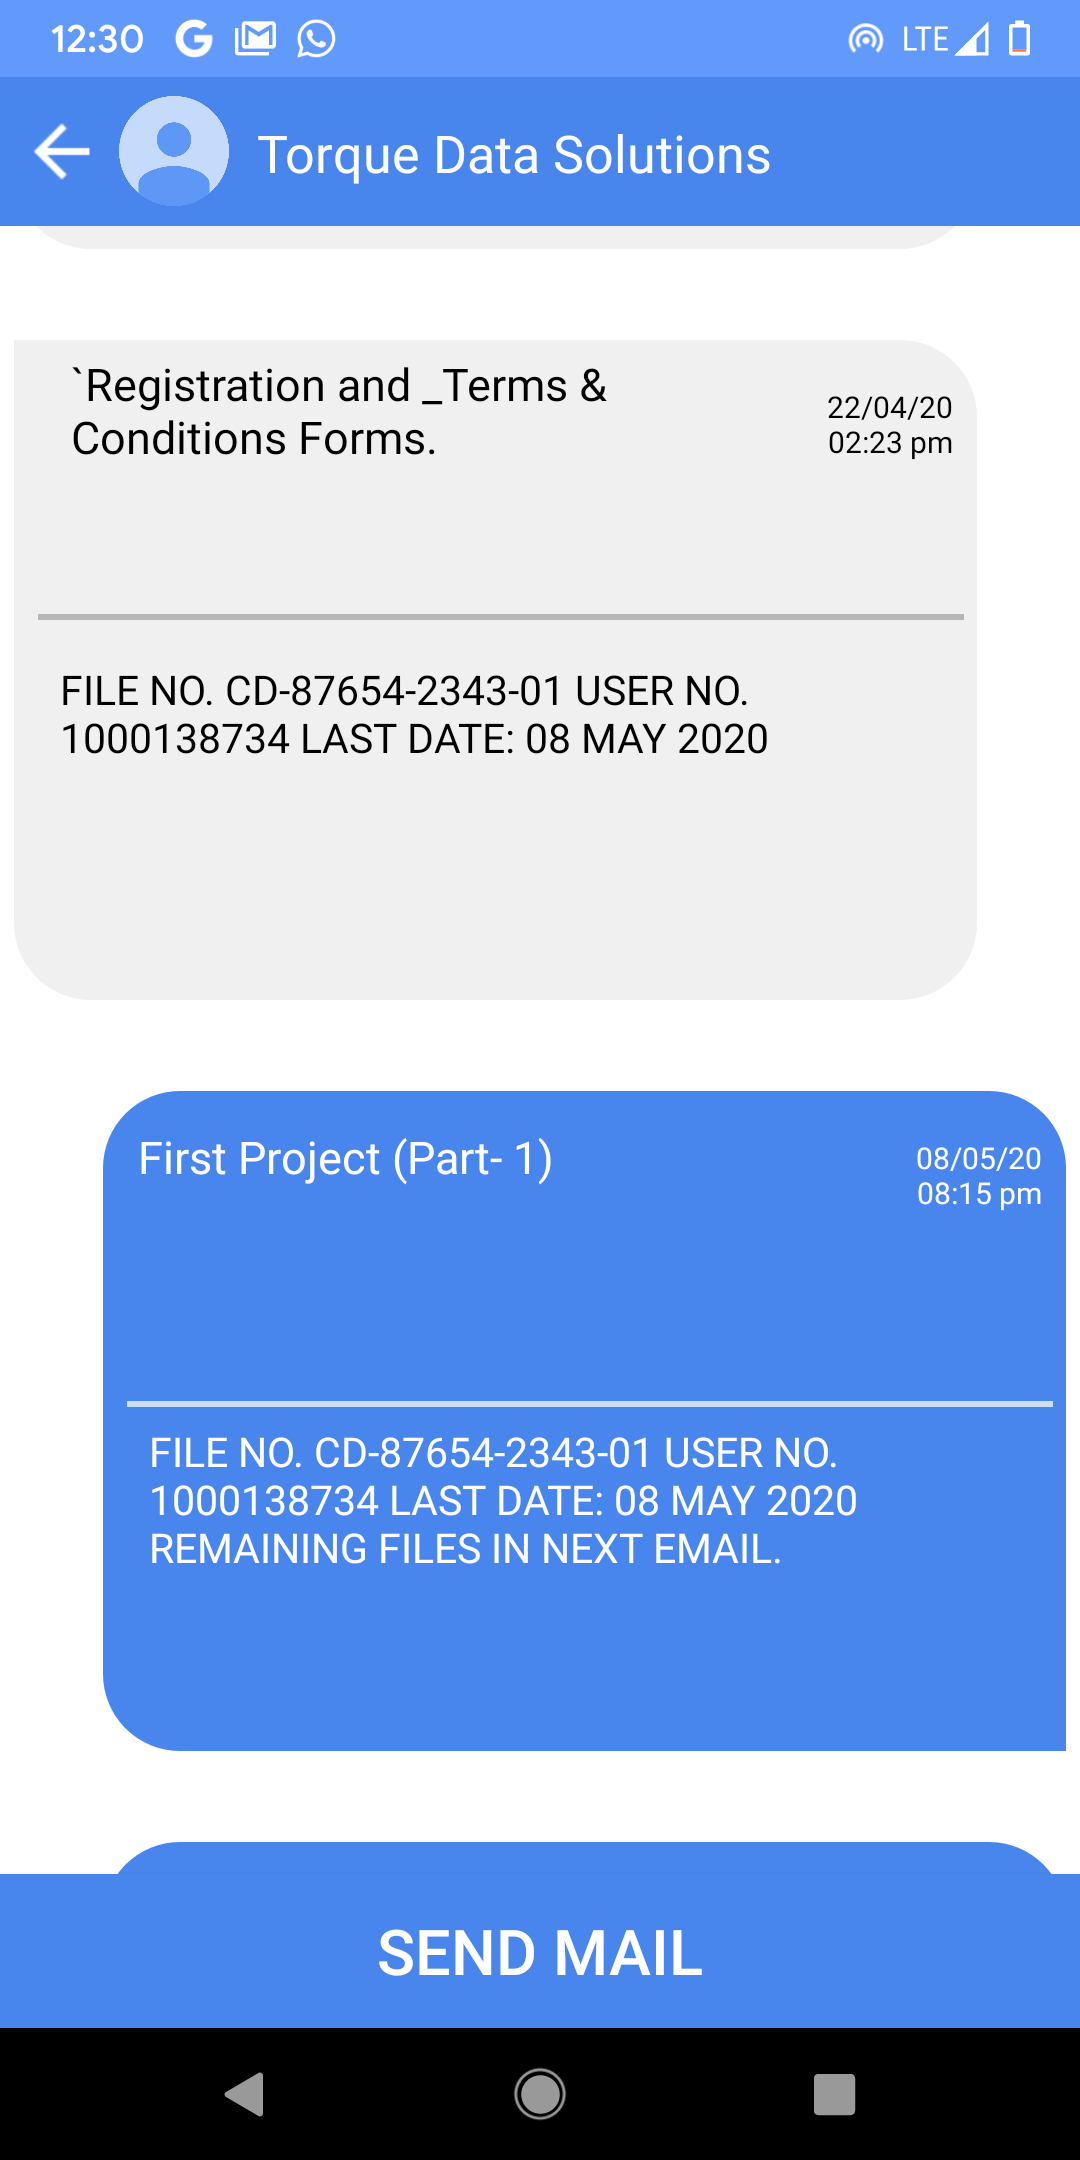 12:30
LTE
Torque Data Solutions
`Registration and _Terms &
Conditions Forms.
22/04/20
02:23 pm
FILE NO. CD-87654-2343-01 USER NO.
1000138734 LAST DATE: 08 MAY 2020
First Project (Part- 1)
08/05/20
08:15 pm
FILE NO. CD-87654-2343-01 USER NO.
1000138734 LAST DATE: 08 MAY 2020
REMAINING FILES IN NEXT EMAIL.
SEND MAIL